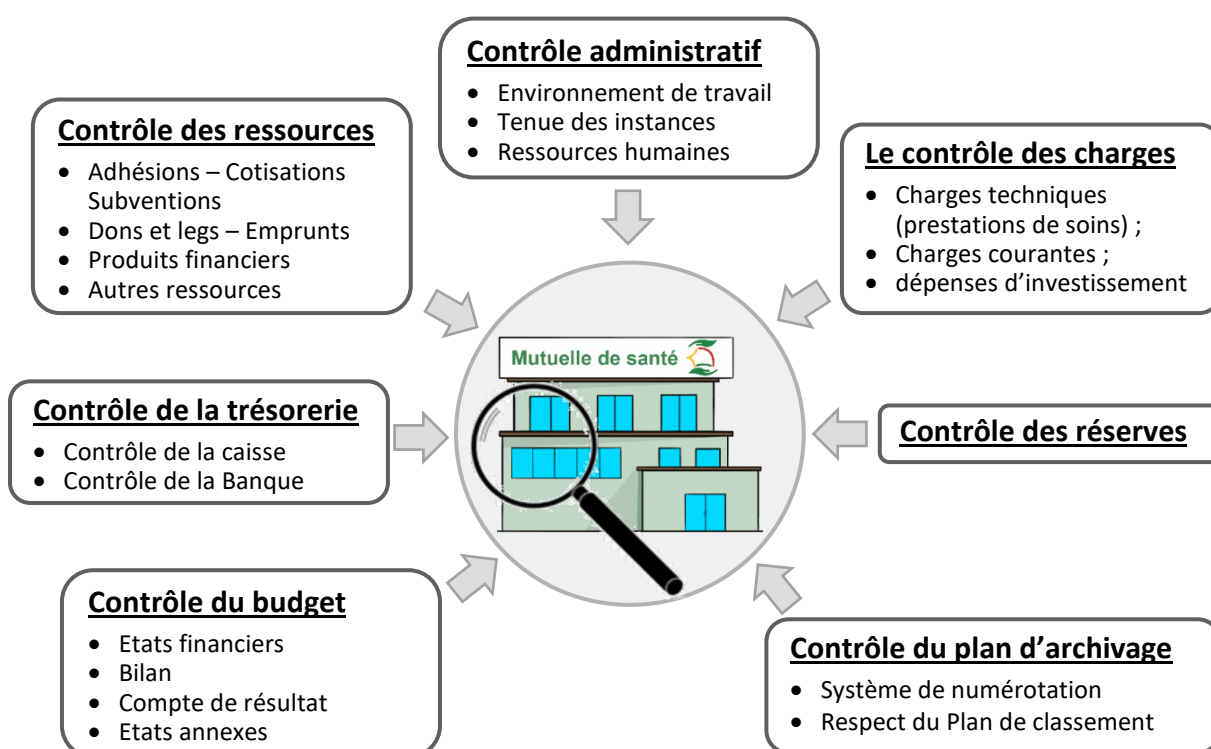 Contrôle administratif
• Environnement de travail
• Tenue des instances
• Ressources humaines
Contrôle des ressources
• Adhésions – Cotisations
Subventions
• Dons et legs – Emprunts
• Produits financiers
• Autres ressources
Le contrôle des charges
• Charges techniques
(prestations de soins) ;
• Charges courantes ;
• dépenses d’investissement
Mutuelle de santé
Contrôle de la trésorerie
• Contrôle de la caisse
• Contrôle de la Banque
Contrôle des réserves
Contrôle du budget
• Etats financiers
• Bilan
• Compte de résultat
• Etats annexes
Contrôle du plan d’archivage
• Système de numérotation
• Respect du Plan de classement